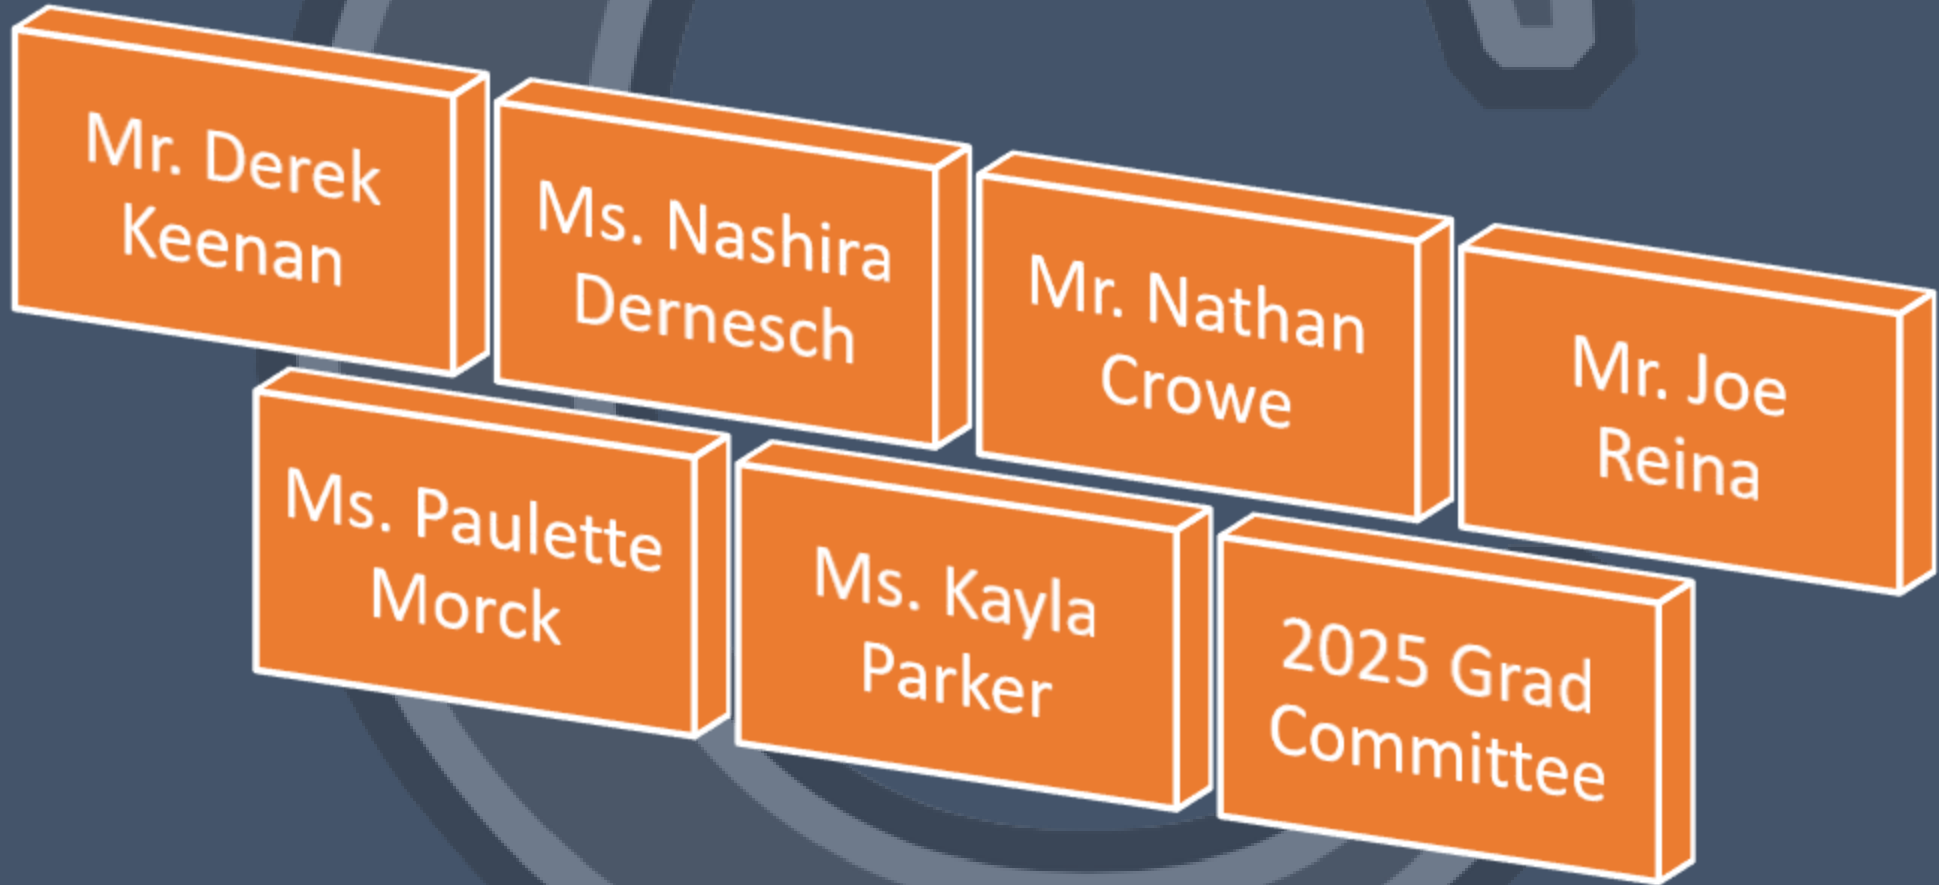 Mr. Derek
Keenan
Ms. Nashira
Dernesch
Mr. Nathan
Crowe
Mr. Joe
Reina
Ms. Paulette
Morck
Ms. Kayla
Parker
2025 Grad
Committee